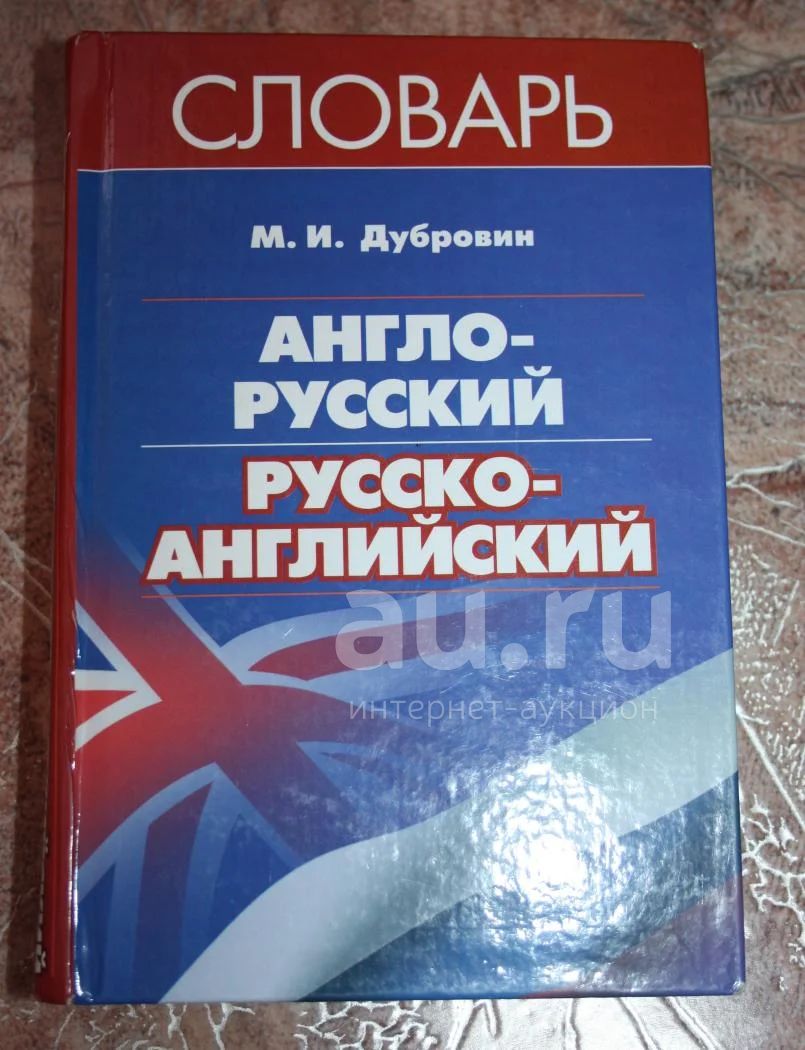 СЛОВАРЬ
М. И. Дубровин
АНГЛО-
РУССКИЙ
РУССКО-
АНГЛИЙСКИЙ
au.ru
интернет-аукцион